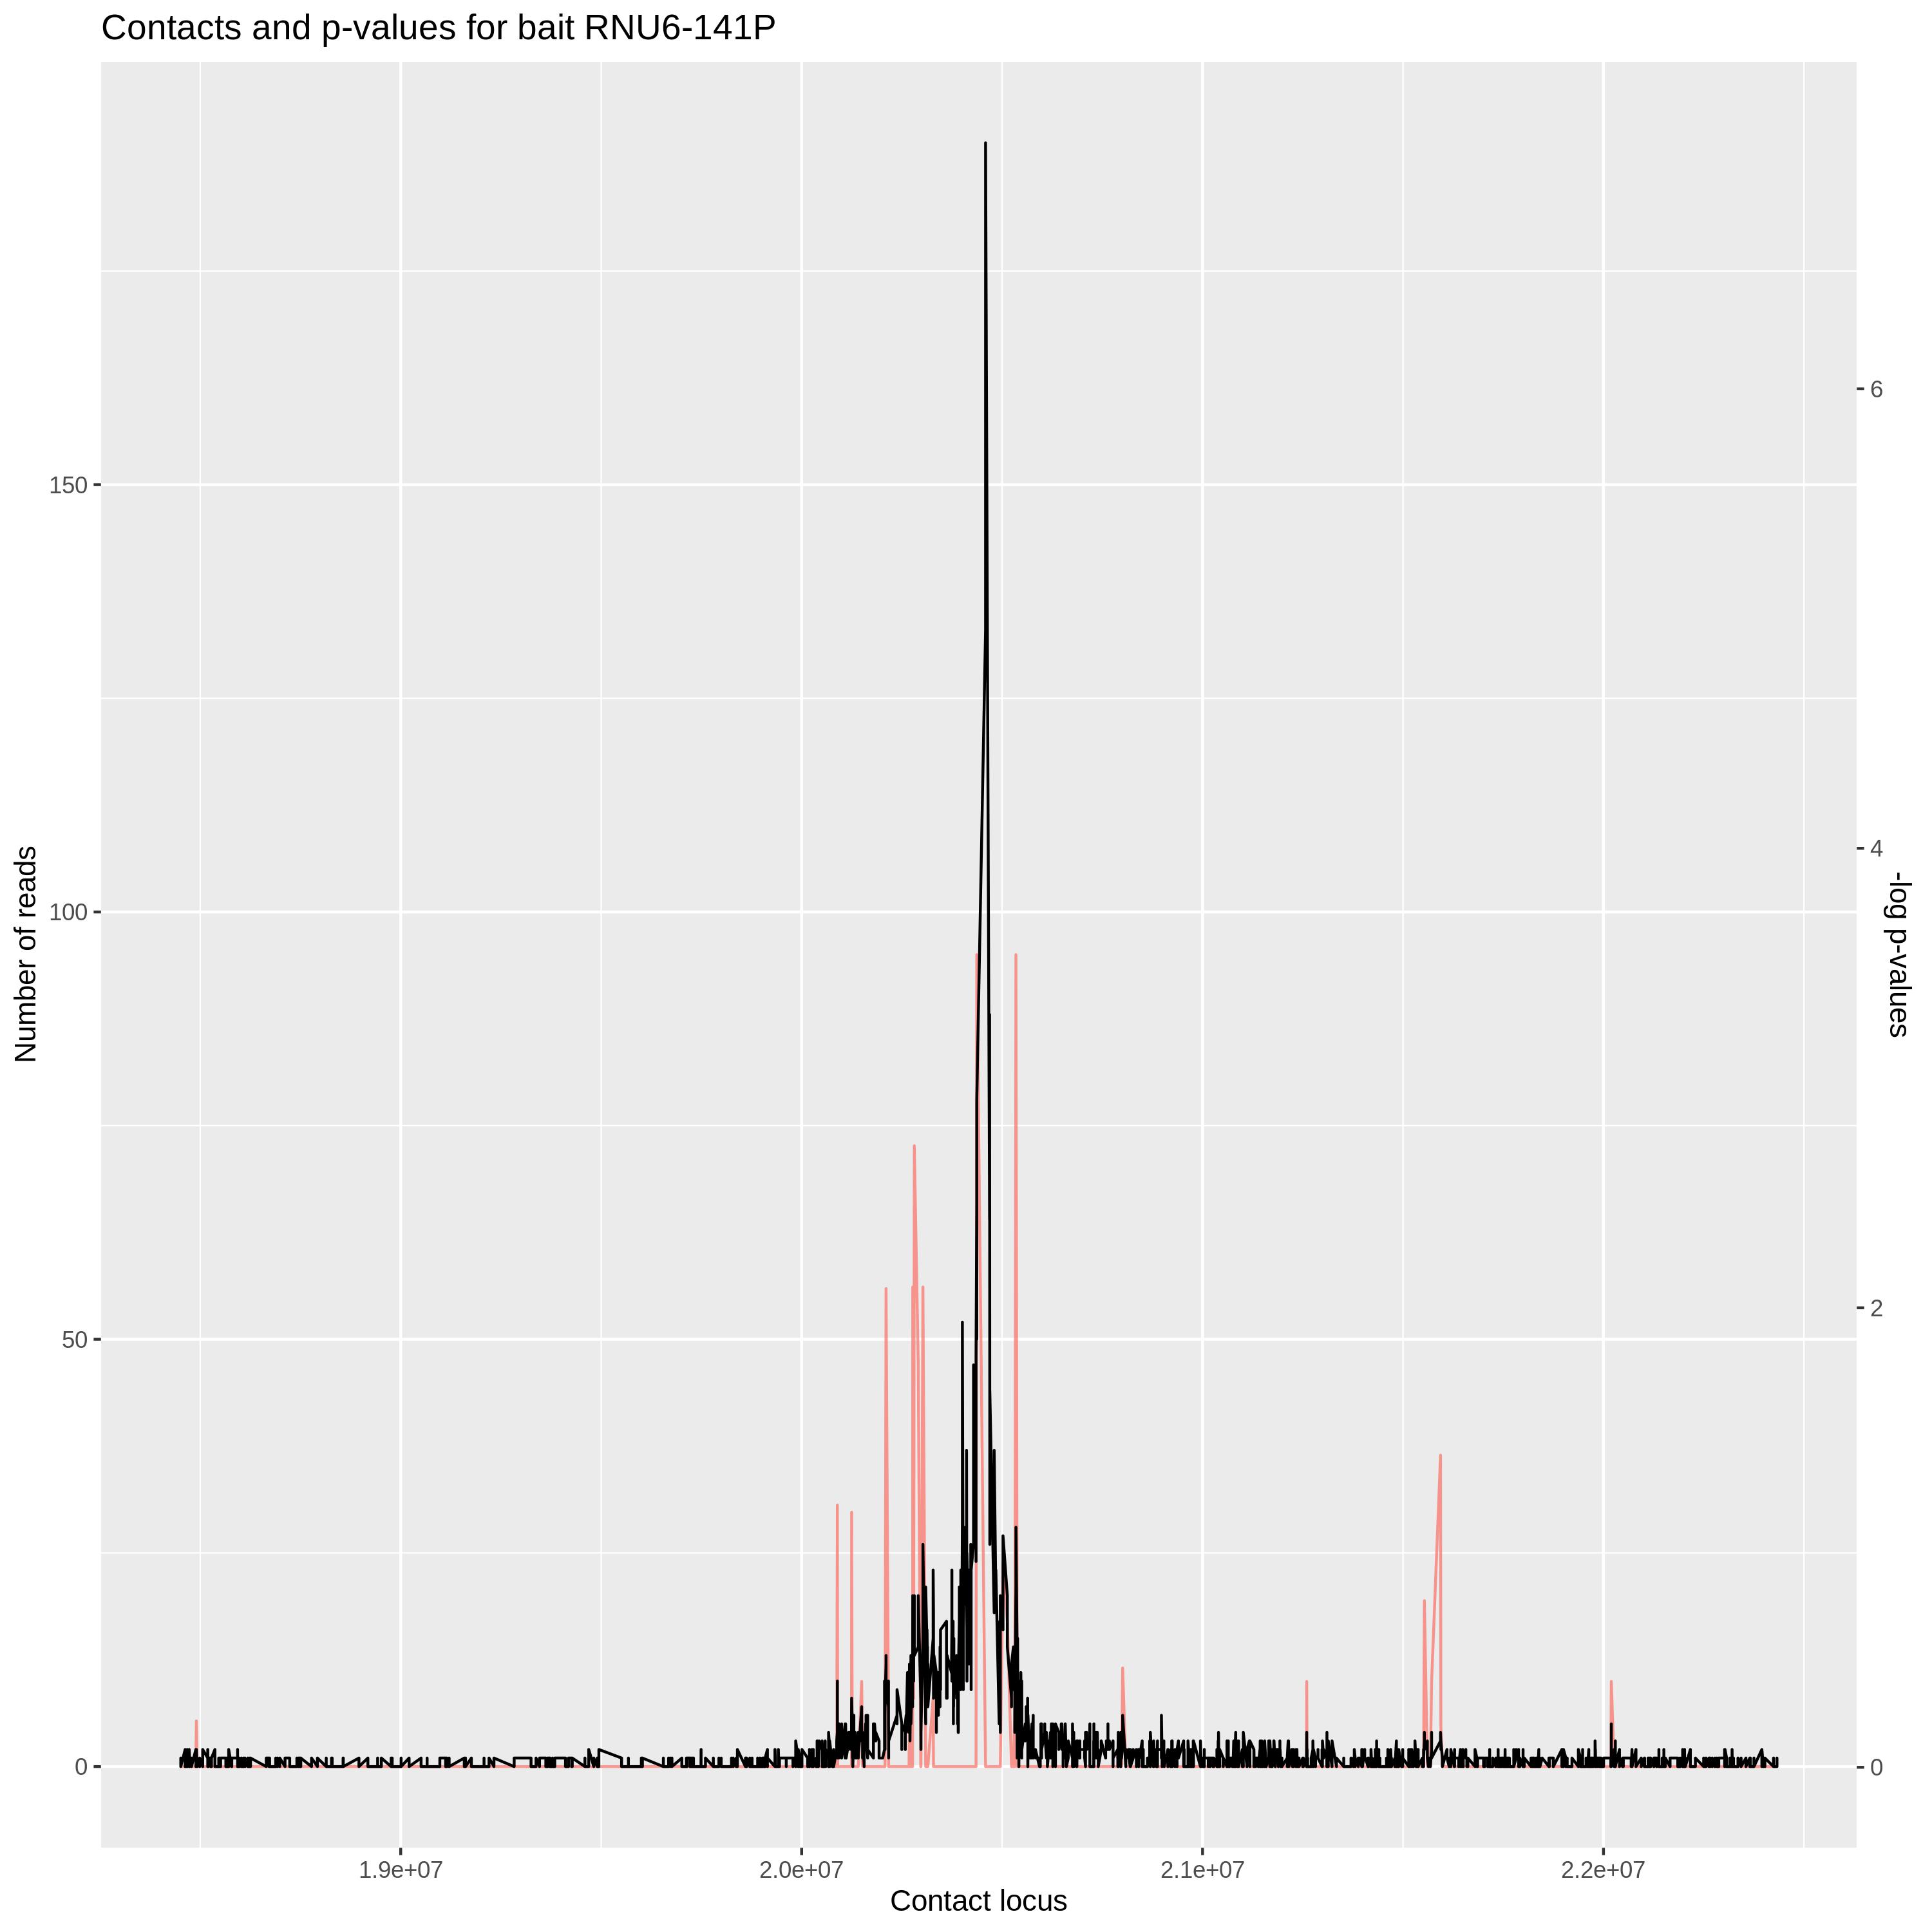 Contacts and p-values for bait RNU6-141P
150
100
50
0
Number of reads
6
4
2
0
-log p-values
1.9e+07 2.0e+07 2.1e+07 2.2e+07
Contact locus